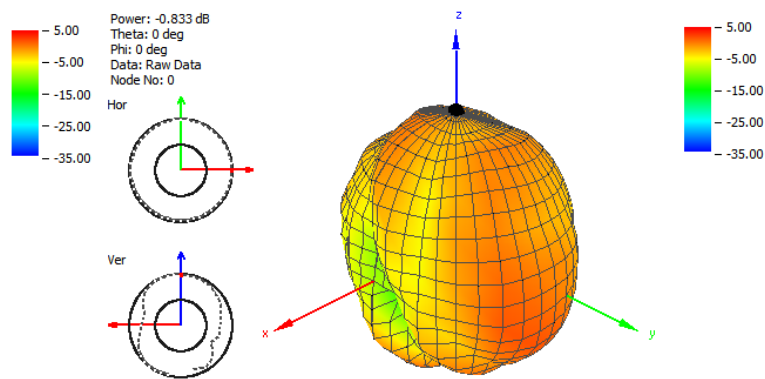 5.00
-5.00
-15.00
-25.00
-35.00
Power: -0.833 dB
Theta: 0 deg
Phi: 0 deg
Data: Raw Data
Node No: 0
Hor
Ver
z
x
y
5.00
-5.00
-15.00
-25.00
-35.00